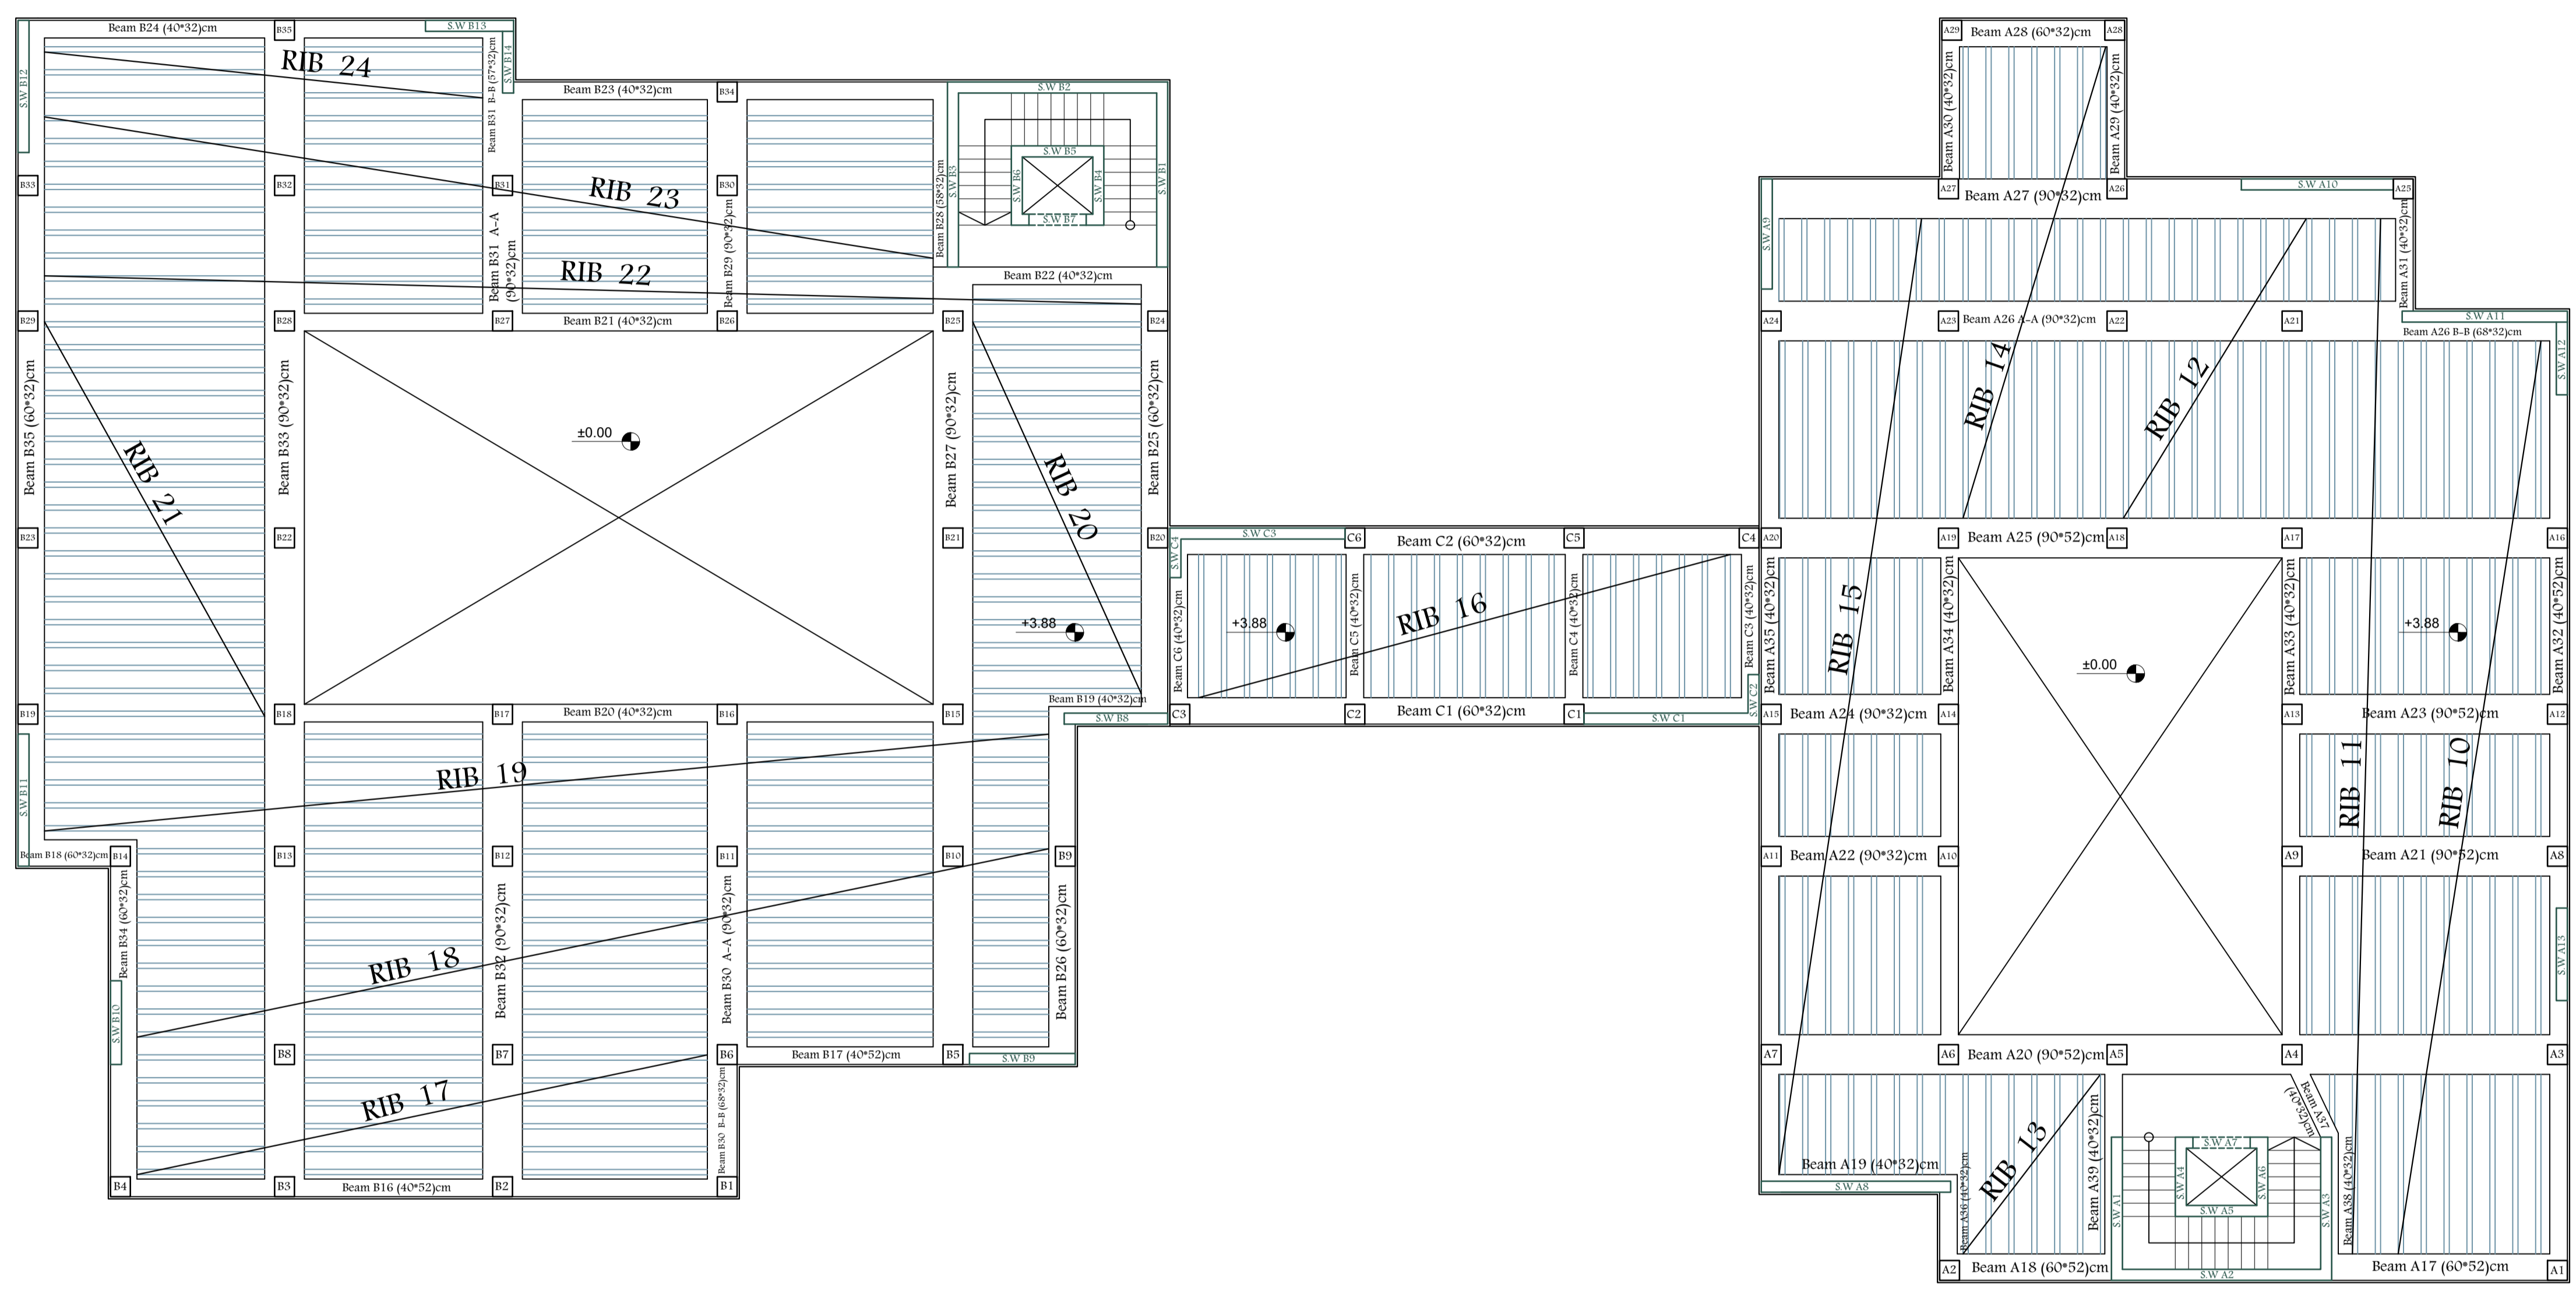 Beam B24 (40*32)cm
B35
S.W B13
S.W B12
RIB 24
Beam B31 B-B (57*32)cm
S.W B14
Beam B23 (40*32)cm
B34
S.W B2
S.W B3
S.W B5
S.W B6
S.W B4
S.W B7
S.W B1
B33
B32
B31
B30
RIB 23
Beam B31 A-A
(90*32)cm
Beam B29 (90*32)cm
Beam B28 (58*32)cm
RIB 22
Beam B22 (40*32)cm
B29
B28
B27
Beam B21 (40*32)cm
B26
B25
B24
Beam B35 (60*32)cm
RIB 21
Beam B33 (90*32)cm
±0.00
Beam B27 (90*32)cm
RIB 20
Beam B25 (60*32)cm
B23
B22
B21
B20
+3.88
Beam B19 (40*32)cm
B19
B18
B17
Beam B20 (40*32)cm
B16
B15
S.W B8
S.W B11
RIB 19
Beam B18 (60*32)cm
B14
B13
B12
B11
B10
B9
Beam B34 (60*32)cm
S.W B10
RIB 18
Beam B32 (90*32)cm
Beam B30 A-A (90*32)cm
Beam B26 (60*32)cm
B8
B7
B6
Beam B17 (40*52)cm
B5
S.W B9
RIB 17
Beam B30 B-B (68*32)cm
B4
B3
Beam B16 (40*52)cm
B2
B1
S.W C4
S.W C3
C6
Beam C2 (60*32)cm
C5
C4
Beam C6 (40*32)cm
+3.88
Beam C5 (40*32)cm
RIB 16
Beam C4 (40*32)cm
Beam C3 (40*32)cm
S.W C2
C3
C2
Beam C1 (60*32)cm
C1
S.W C1
A29
Beam A28 (60*32)cm
A28
Beam A30 (40*32)cm
Beam A29 (40*32)cm
A27
Beam A27 (90*32)cm
A26
S.W A10
A25
S.W A9
Beam A31 (40*32)cm
A24
A23
Beam A26 A-A (90*32)cm
A22
A21
S.W A11
Beam A26 B-B (68*32)cm
S.W A12
RIB 14
RIB 12
A20
A19
Beam A25 (90*52)cm
A18
A17
A16
Beam A35 (40*32)cm
RIB 15
Beam A34 (40*32)cm
±0.00
Beam A33 (40*32)cm
+3.88
Beam A32 (40*52)cm
A15
Beam A24 (90*32)cm
A14
A13
Beam A23 (90*52)cm
A12
RIB 11
RIB 10
A11
Beam A22 (90*32)cm
A10
A9
Beam A21 (90*52)cm
A8
S.W A13
A7
A6
Beam A20 (90*52)cm
A5
A4
A3
Beam A37
(40*32)cm
Beam A19 (40*32)cm
S.W A8
Beam A36 (40*32)cm
RIB 13
Beam A39 (40*32)cm
S.W A1
S.W A7
S.W A4
S.W A6
S.W A5
S.W A3
S.W A2
Beam A38 (40*32)cm
A2
Beam A18 (60*52)cm
Beam A17 (60*52)cm
A1